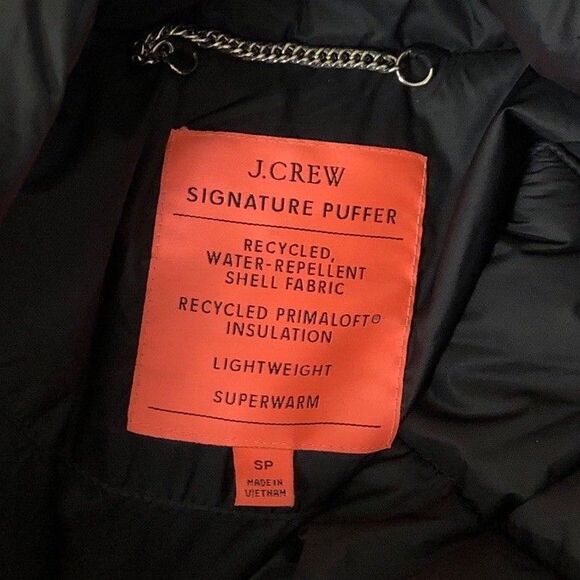 J.CREW
SIGNATURE PUFFER
RECYCLED,
WATER-REPELLENT
SHELL FABRIC
RECYCLED PRIMALOFT®
INSULATION
LIGHTWEIGHT
SUPERWARM
SP
MADE IN
VIETNAM